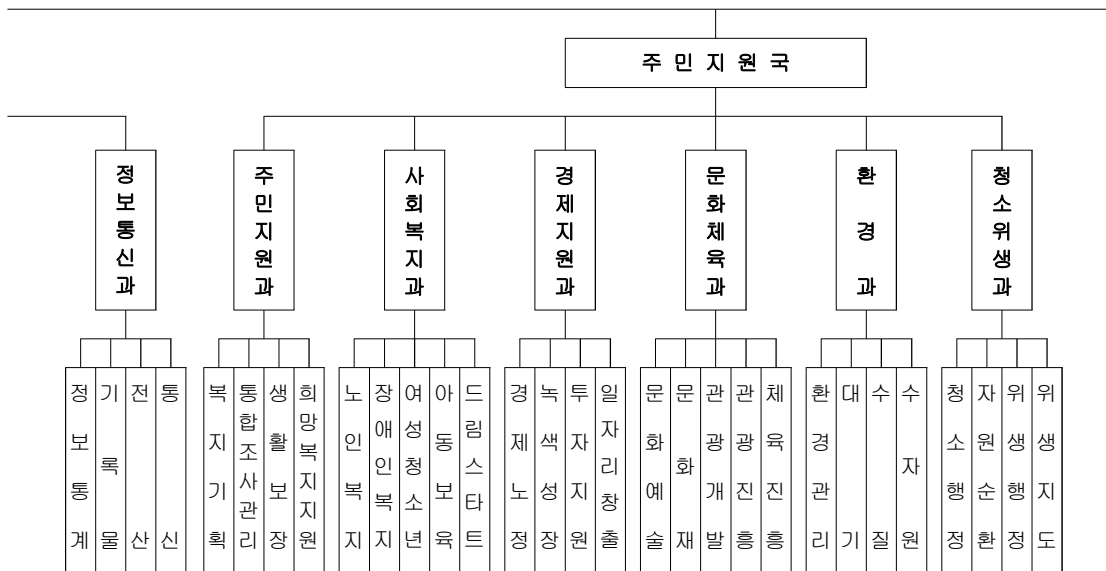 주민지원국
정보통신과
주민지원과
사회복지과
경제지원과
문화체육과
환경과
청소위생과
정보통계
기록물
전산
통신
복지기획
통합조사관리
생활보장
희망복지지원
노인복지
장애인복지
여성청소년
아동보육
드림스타트
경제노정
녹색성장
투자지원
일자리창출
문화예술
문화재
관광개발
관광진흥
체육진흥
환경관리
대기
수질
수자원
청소행정
자원순환
위생행정
위생지도